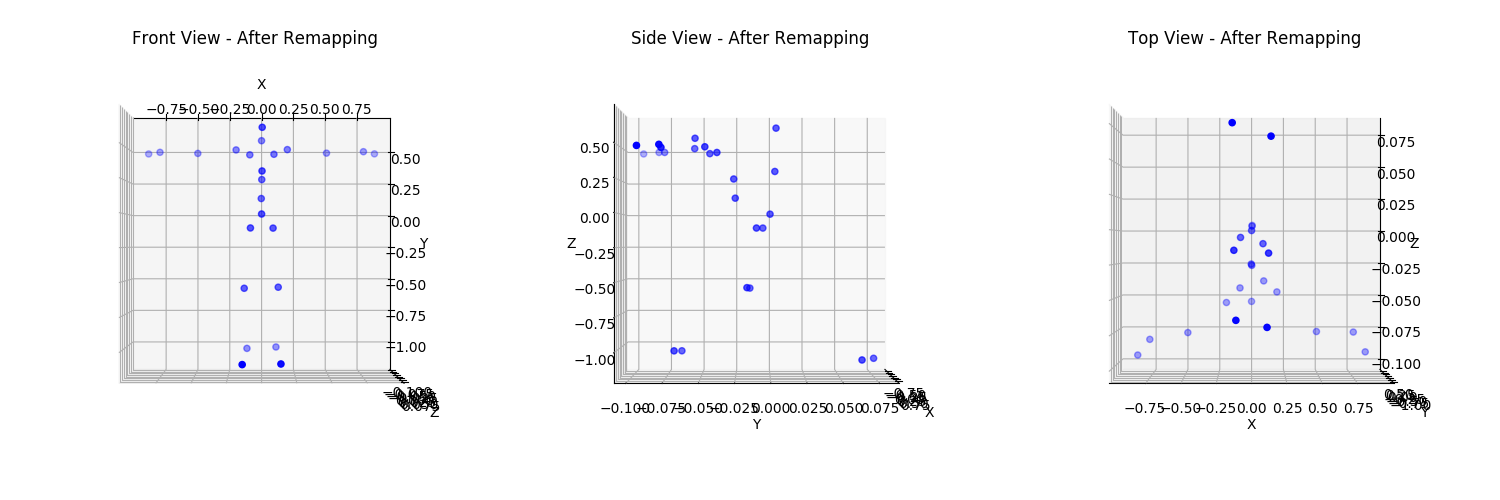 Front View - After Remapping
X
−0.75 −0.50 −0.25 0.00 0.25 0.50 0.75
0.50
0.25
0.00
Y
−0.25
−0.50
−0.75
−1.00
Z
Side View - After Remapping
0.50
0.25
0.00
Z
−0.25
−0.50
−0.75
−1.00
−0.100 −0.075 −0.050 −0.025 0.000 0.025 0.050 0.075
X
Y
Top View - After Remapping
0.075
0.050
0.025
0.000
Z
−0.025
−0.050
−0.075
−0.100
−0.75 −0.50 −0.25 0.00 0.25 0.50 0.75
Y
X